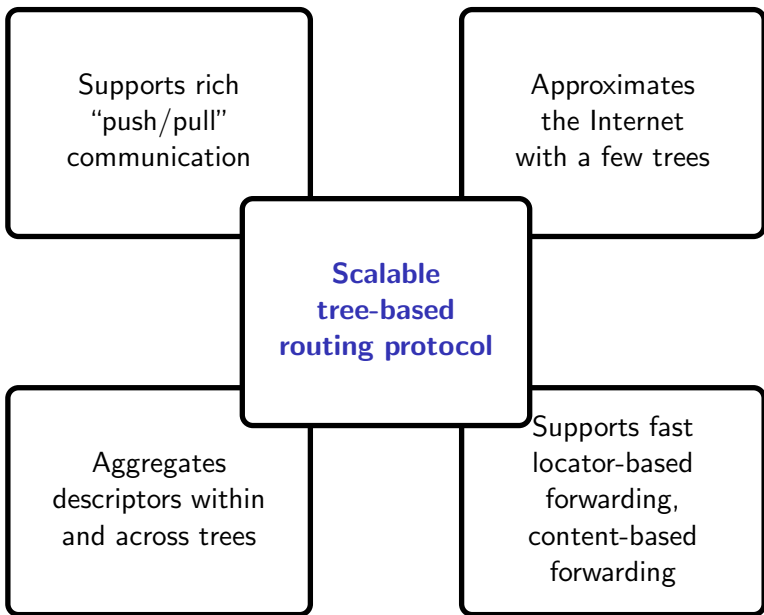 Supports rich
“push/pull”
communication
Approximates
the Internet
with a few trees
Scalable
tree-based
routing protocol
Aggregates
descriptors within
and across trees
Supports fast
locator-based
forwarding,
content-based
forwarding